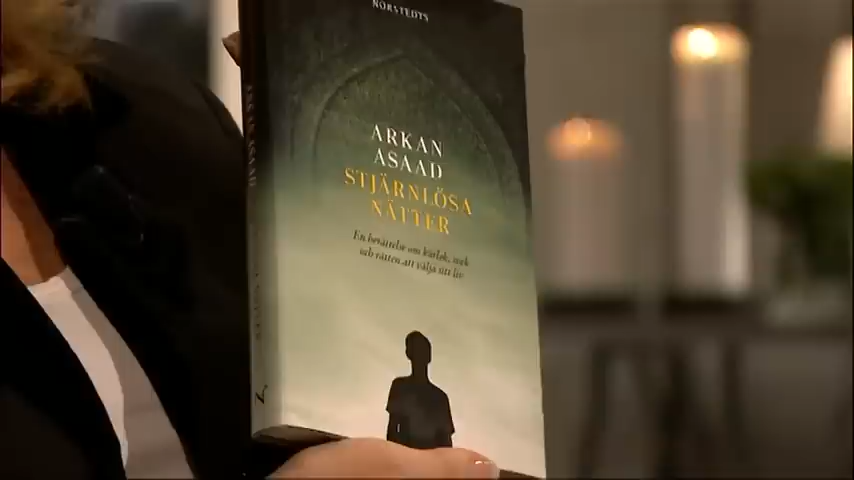 NORSTEDTS
ARKAN
ASAAD
STJÄRNLÖSA
NÄTTER
En berättelse om kärlek, svek
och rätten att välja sitt liv
ARKAN ASAAD